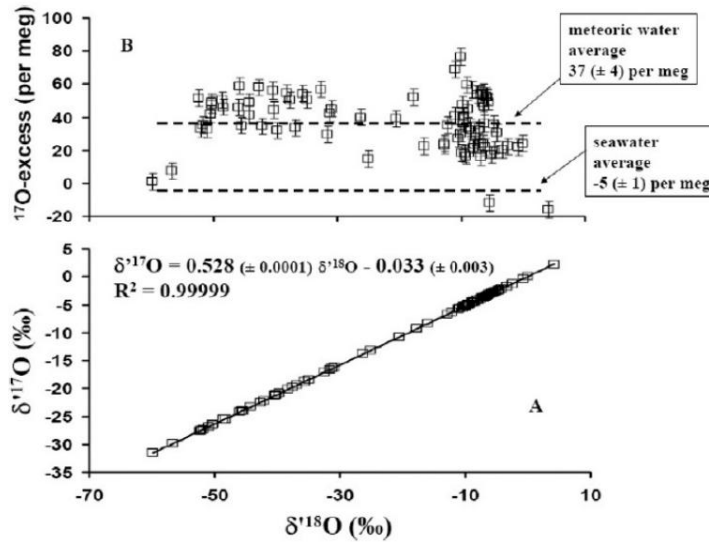 100
80
60
40
20
0
-20
¹⁷O-excess (per meg)
B
meteoric water
average
37 (± 4) per meg
seawater
average
-5 (± 1) per meg
5
0
-5
-10
-15
-20
-25
-30
-35
δ'¹⁷O (‰)
δ'¹⁷O = 0.528 (± 0.0001) δ'¹⁸O - 0.033 (± 0.003)
R² = 0.99999
A
-70 -50 -30 -10 10
δ'¹⁸O (‰)